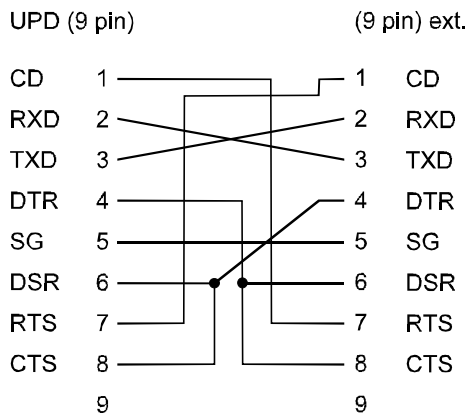 UPD (9 pin) (9 pin) ext.
CD 1 1 CD
RXD 2 2 RXD
TXD 3 3 TXD
DTR 4 4 DTR
SG 5 5 SG
DSR 6 6 DSR
RTS 7 7 RTS
CTS 8 8 CTS
9 9